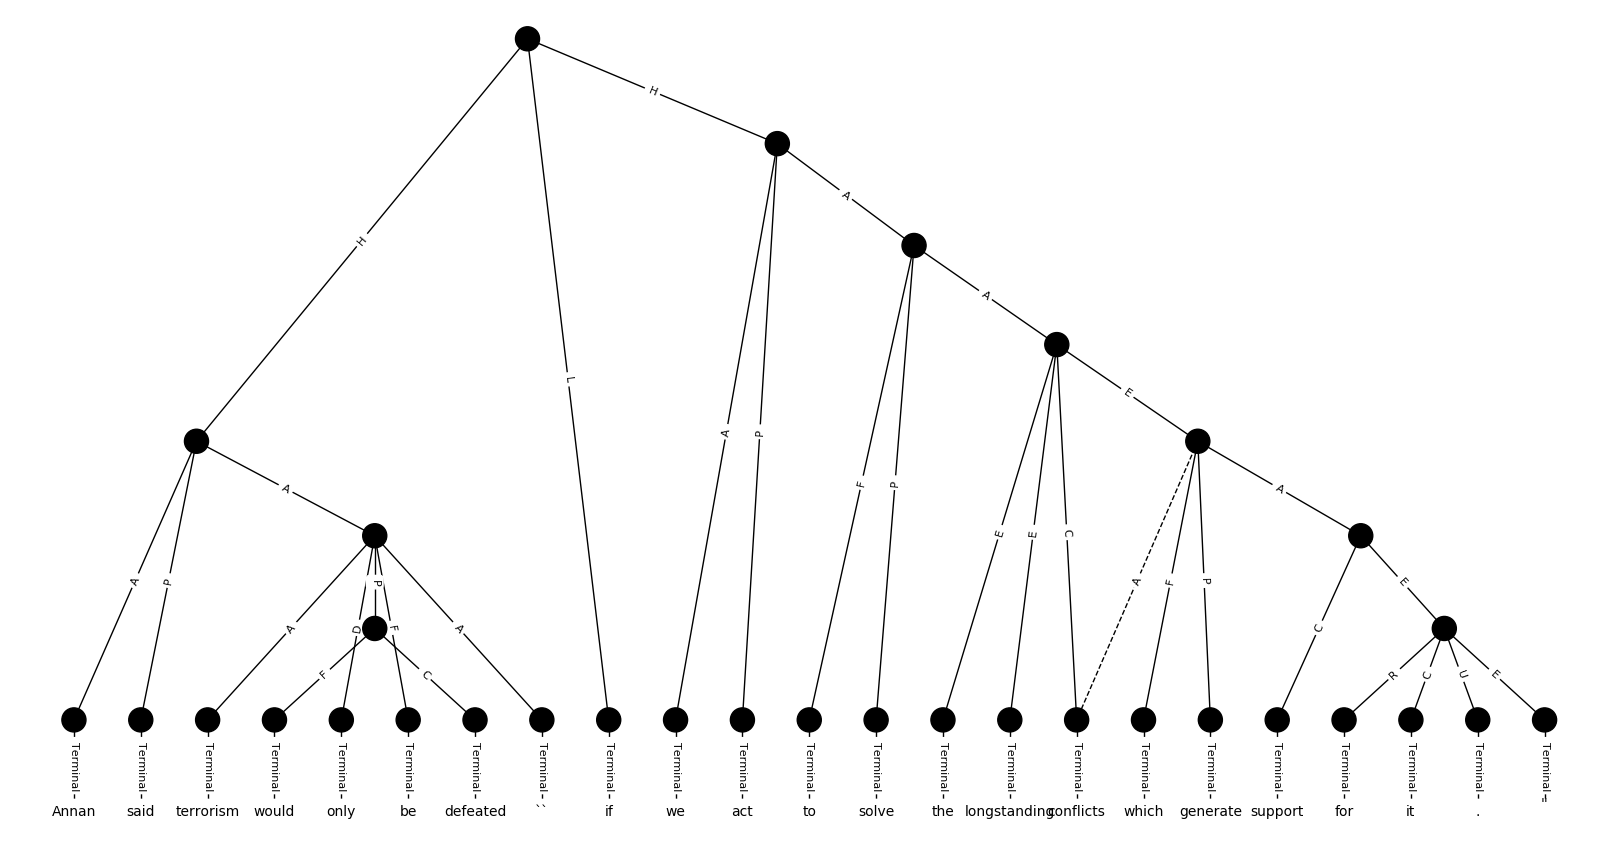 H
H
A
L
A
E
A
A
P
A
P
A
F
P
E
E
C
A
F
P
C
E
A
D
P
F
A
F
C
R
C
U
E
Terminal Terminal Terminal Terminal Terminal Terminal Terminal Terminal Terminal Terminal Terminal Terminal Terminal Terminal Terminal Terminal Terminal Terminal Terminal Terminal Terminal Terminal Terminal
Annan said terrorism would only be defeated `` if we act to solve the longstanding conflicts which generate support for it . "